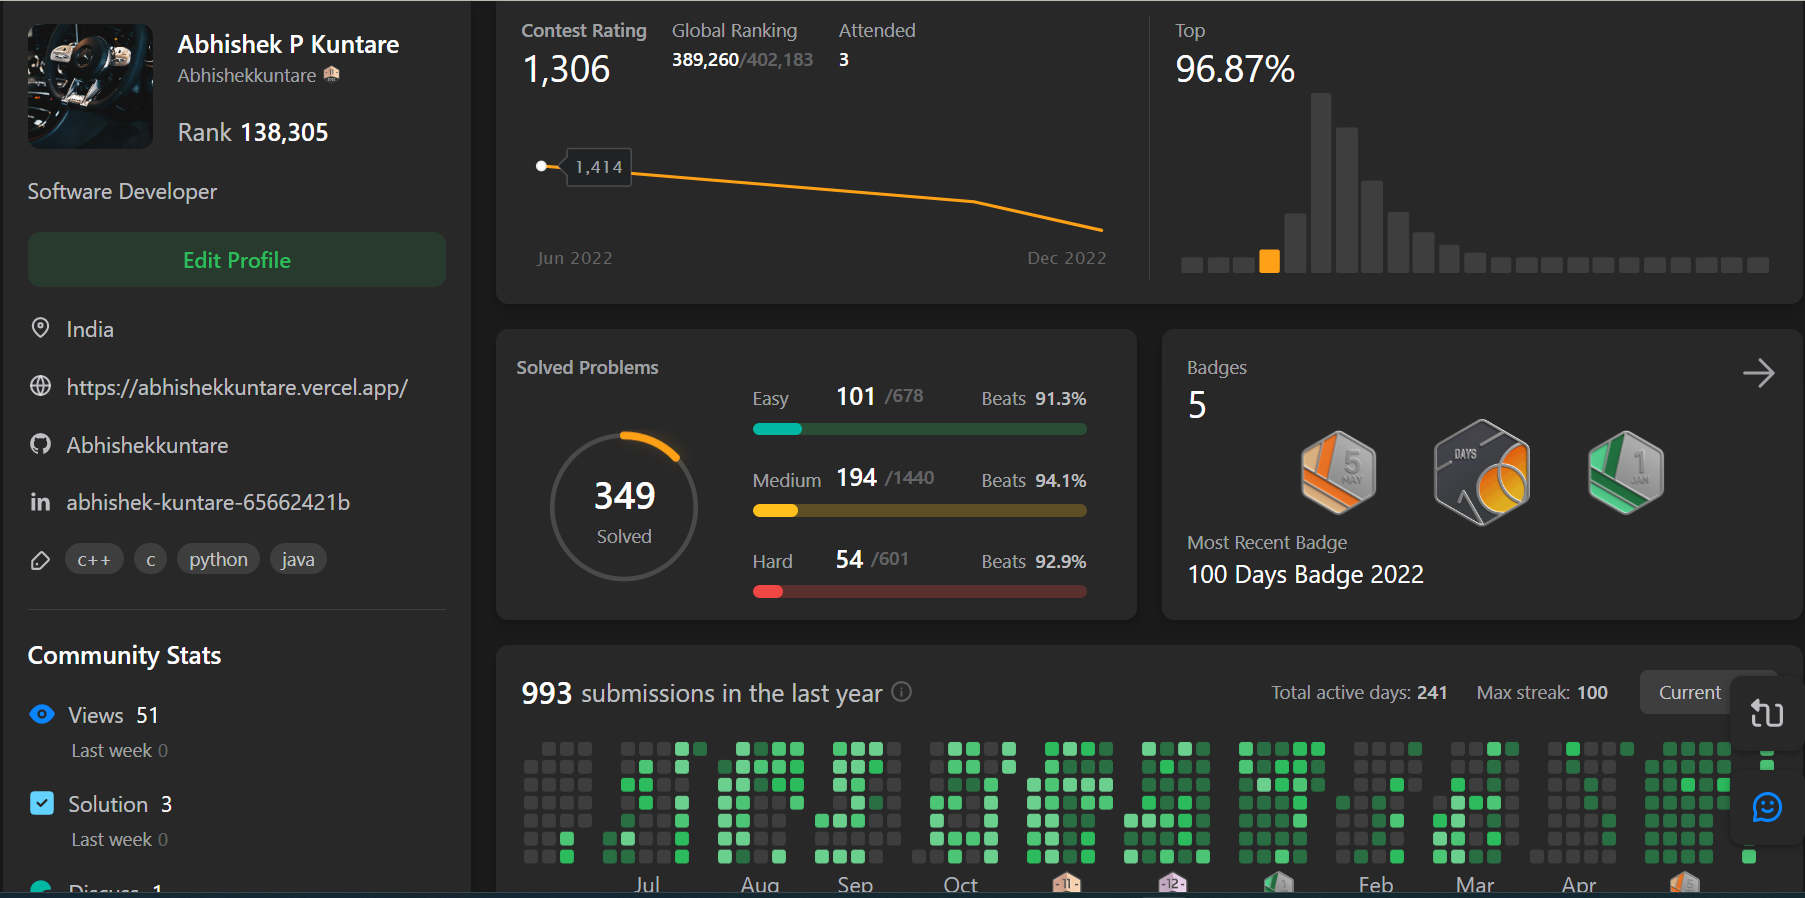 Abhishek P Kuntare
Abhishekkuntare
Rank 138,305
Software Developer
Edit Profile
India
https://abhishekkuntare.vercel.app/
Abhishekkuntare
in abhishek-kuntare-65662421b
c++ c python java
Community Stats
Views 51
Last week 0
Solution 3
Last week 0
Discuss 1
Contest Rating
1,306
Global Ranking
389,260/402,183
Attended
3
1,414
Jun 2022 Dec 2022
Top
96.87%
Solved Problems
349
Solved
Easy 101 /678 Beats 91.3%
Medium 194 /1440 Beats 94.1%
Hard 54 /601 Beats 92.9%
Badges
5
5 MAY
DAYS
1 JAN
Most Recent Badge
100 Days Badge 2022
993 submissions in the last year
Total active days: 241 Max streak: 100 Current
Jul Aug Sep Oct -11- -12- 1 Feb Mar Apr 5